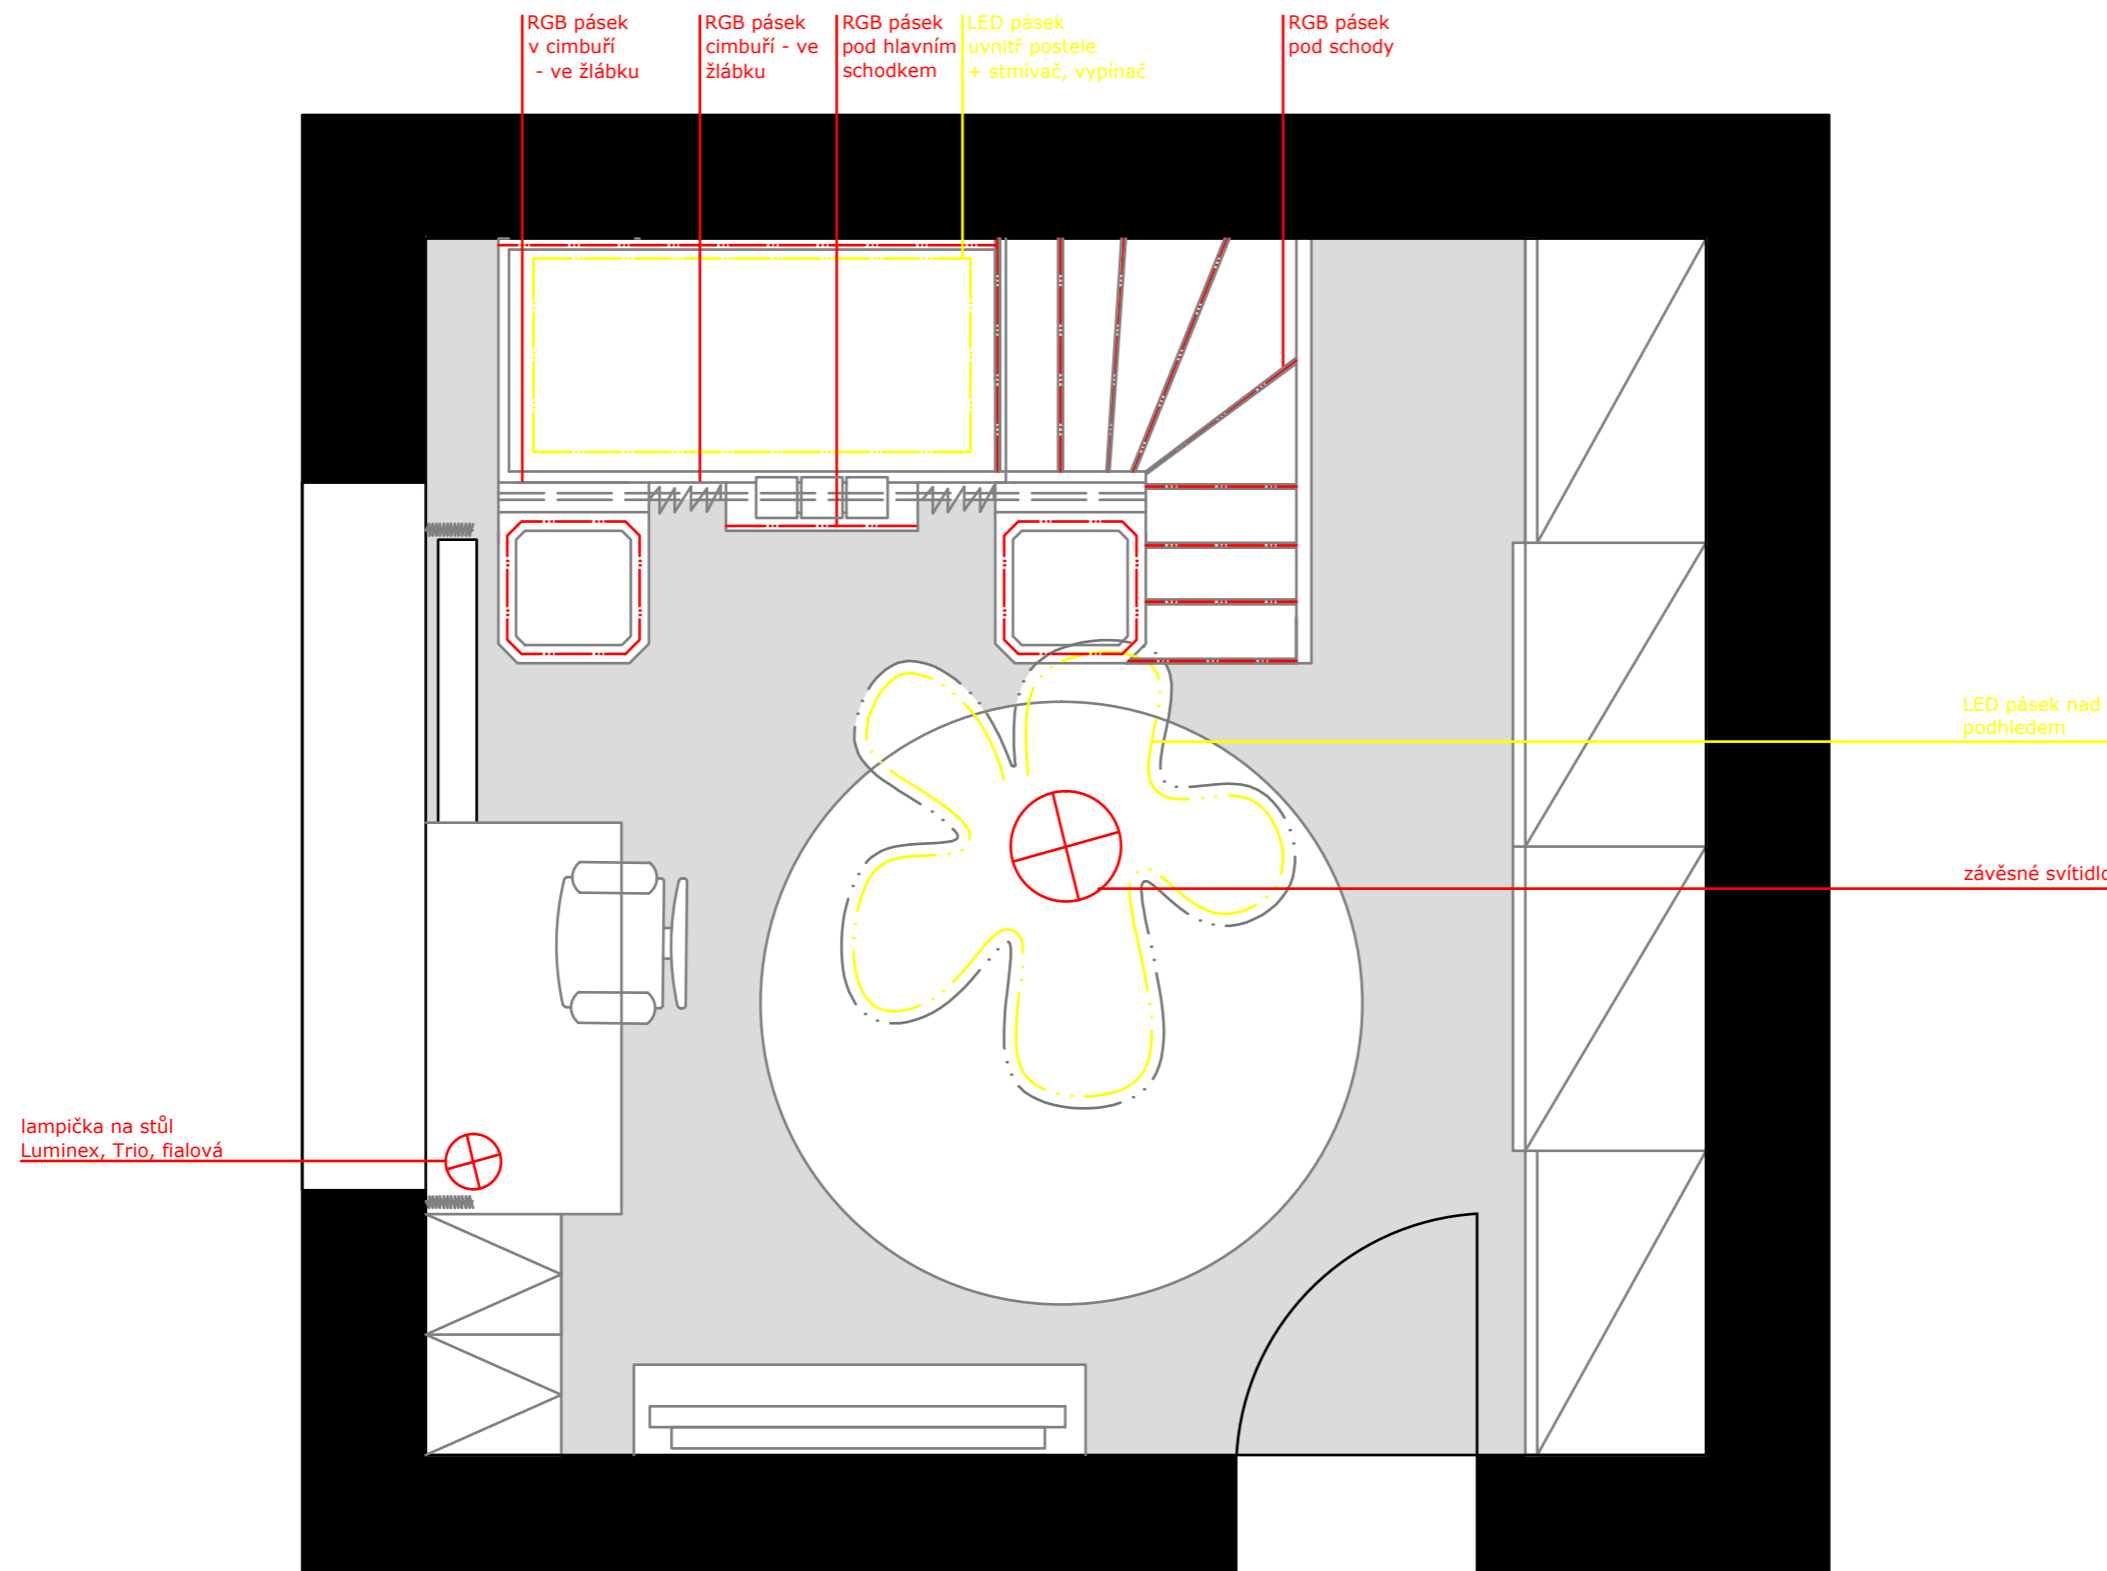 RGB pásek
v cimbuří
- ve žlábku
RGB pásek
cimbuří - ve
žlábku
RGB pásek
pod hlavním
schodkem
LED pásek
uvnitř postele
+ stmívač, vypínač
RGB pásek
pod schody
LED pásek nad
podhledem
závěsné svítidlo
lampička na stůl
Luminex, Trio, fialová